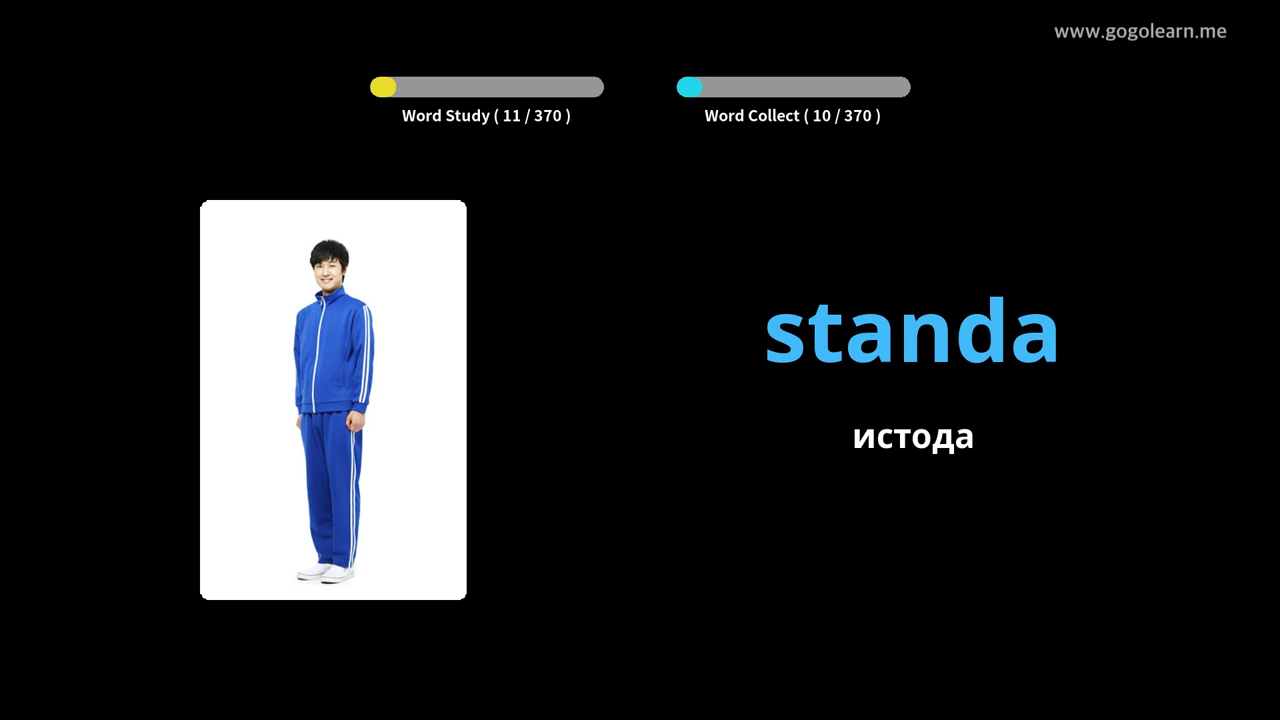 www.gogolearn.me
Word Study ( 11 / 370 )
Word Collect ( 10 / 370 )
standa
истода